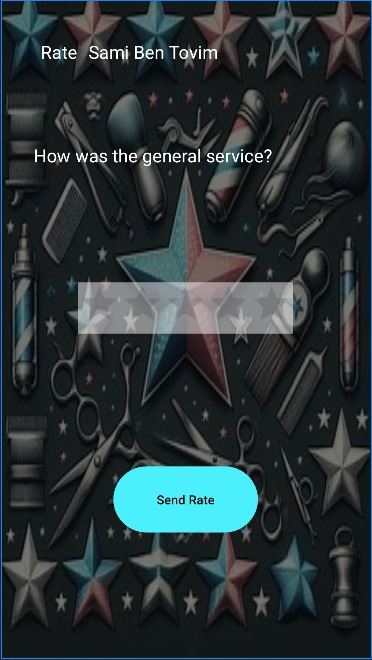 Rate Sami Ben Tovim
How was the general service?
Send Rate